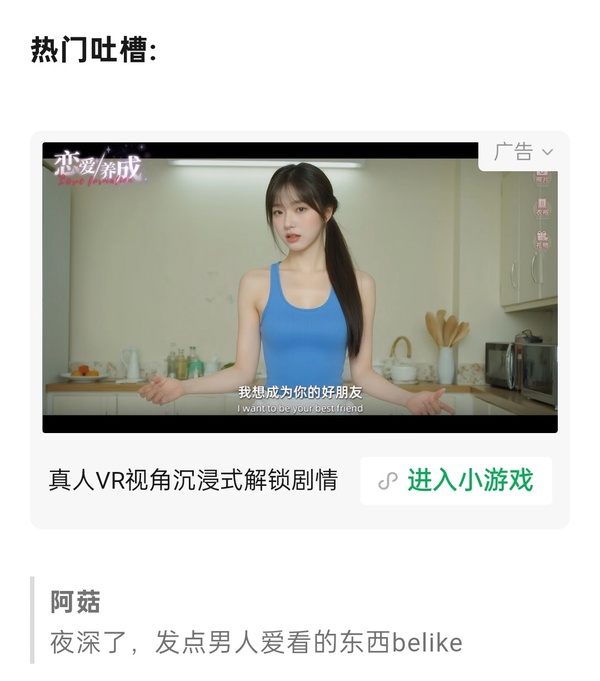 热门吐槽:
广告
恋爱/养成
我想成为你的好朋友
I want to be your best friend
真人VR视角沉浸式解锁剧情
进入小游戏
阿菇
夜深了，发点男人爱看的东西belike